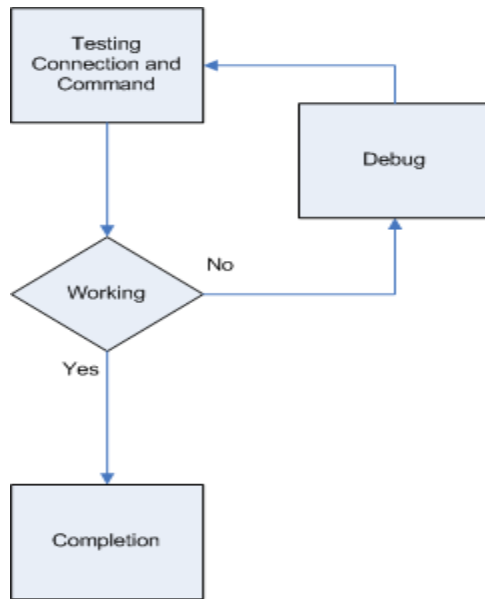 Testing
Connection and
Command
Debug
Working
No
Yes
Completion